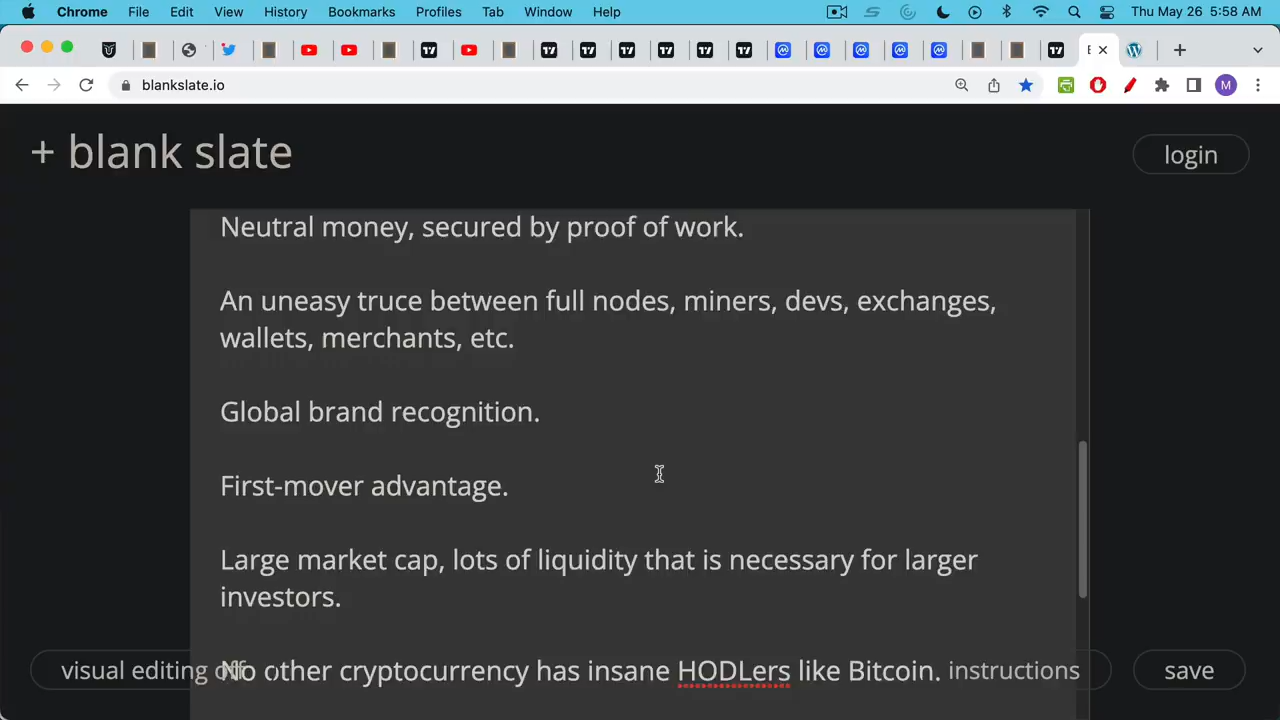 Chrome File Edit View History Bookmarks Profiles Tab Window Help Thu May 26 5:58 AM
blankslate.io M
+ blank slate
login
Neutral money, secured by proof of work.
An uneasy truce between full nodes, miners, devs, exchanges,
wallets, merchants, etc.
Global brand recognition.
First-mover advantage.
Large market cap, lots of liquidity that is necessary for larger
investors.
visual editing off
No other cryptocurrency has insane HODLers like Bitcoin.
instructions
save